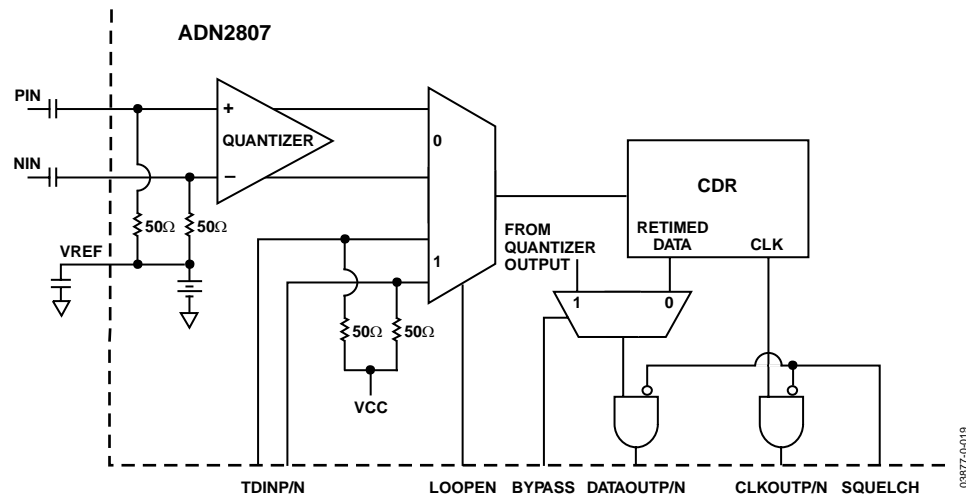 ADN2807
PIN
+
QUANTIZER
0
NIN
−
CDR
50Ω 50Ω
FROM
QUANTIZER
OUTPUT
RETIMED
DATA
CLK
VREF
1
1 0
50Ω 50Ω
VCC
TDINP/N LOOPEN BYPASS DATAOUTP/N CLKOUTP/N SQUELCH
03877-0-019